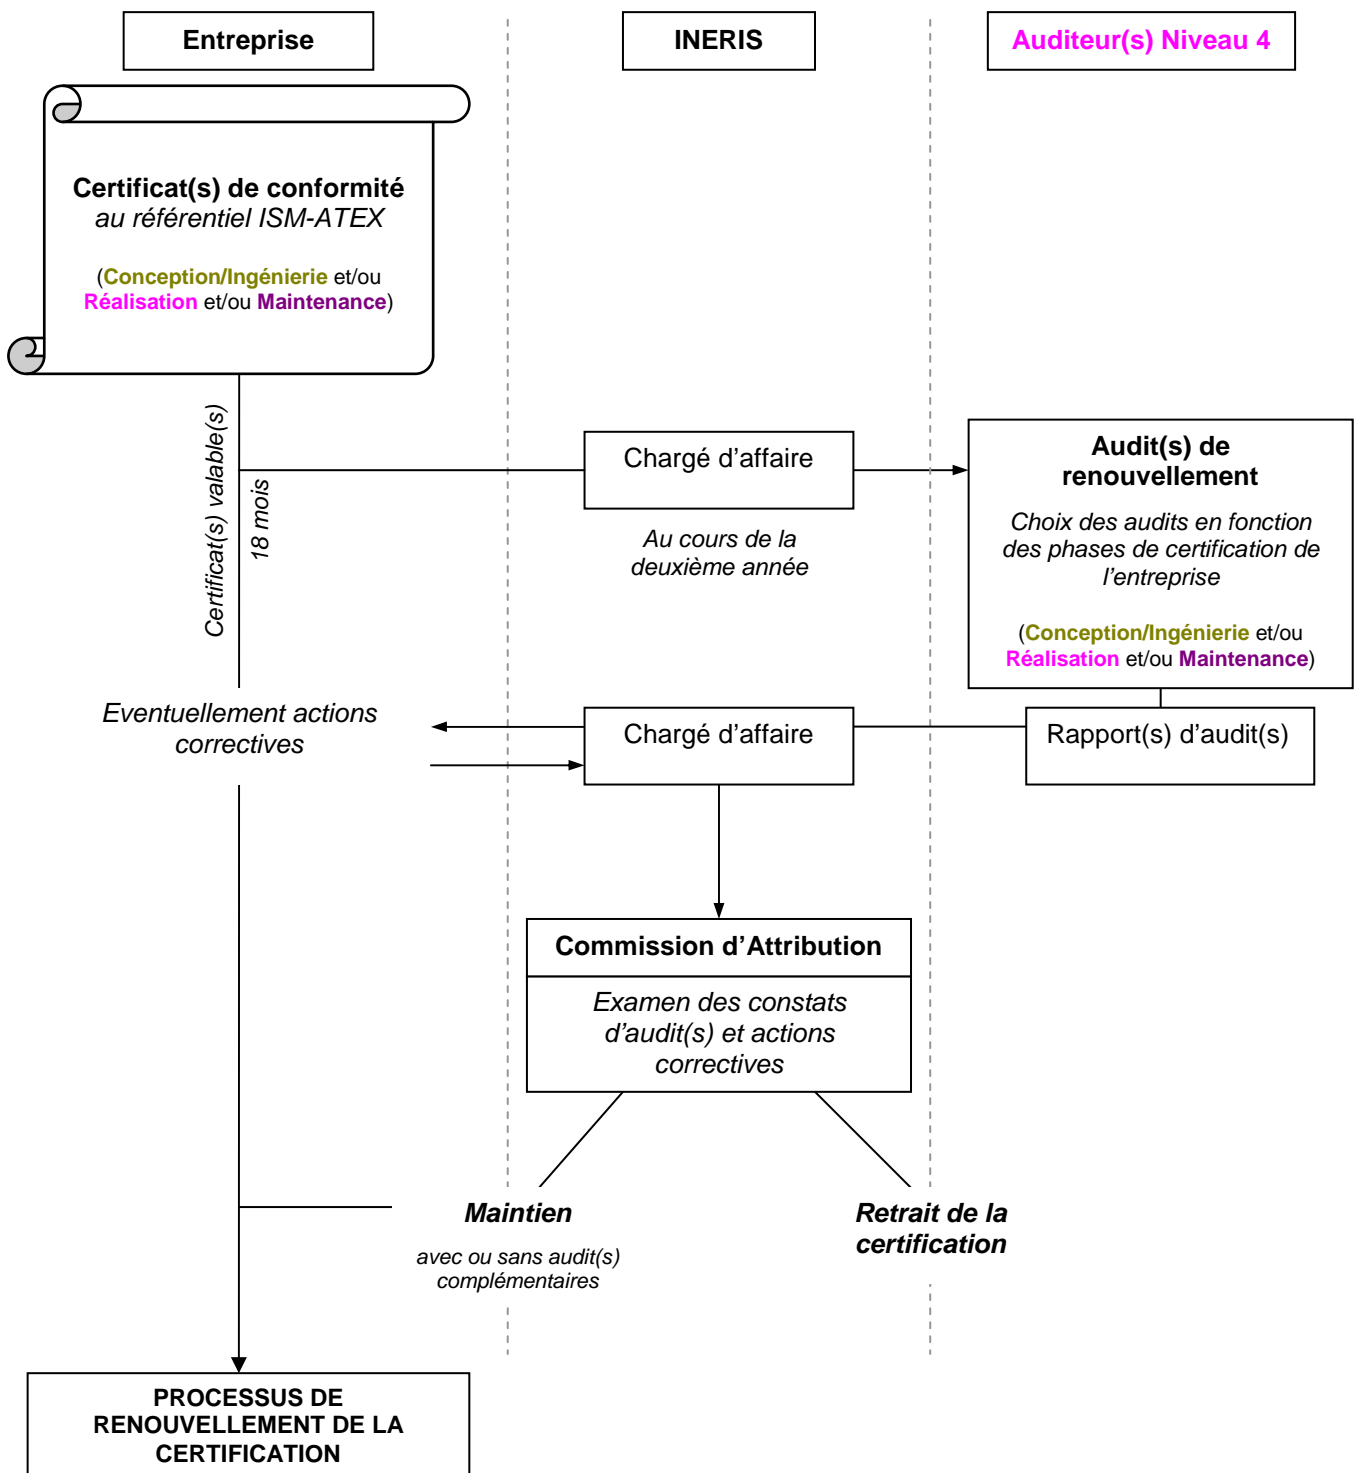 Entreprise
INERIS
Auditeur(s) Niveau 4
Certificat(s) de conformité
au référentiel ISM-ATEX
(Conception/Ingénierie et/ou
Réalisation et/ou Maintenance)
Certificat(s) valable(s)
18 mois
Chargé d'affaire
Au cours de la
deuxième année
Audit(s) de
renouvellement
Choix des audits en fonction
des phases de certification de
l'entreprise
(Conception/Ingénierie et/ou
Réalisation et/ou Maintenance)
Eventuellement actions
correctives
Chargé d'affaire
Rapport(s) d'audit(s)
Commission d'Attribution
Examen des constats
d'audit(s) et actions
correctives
Maintien
avec ou sans audit(s)
complémentaires
Retrait de la
certification
PROCESSUS DE
RENOUVELLEMENT DE LA
CERTIFICATION